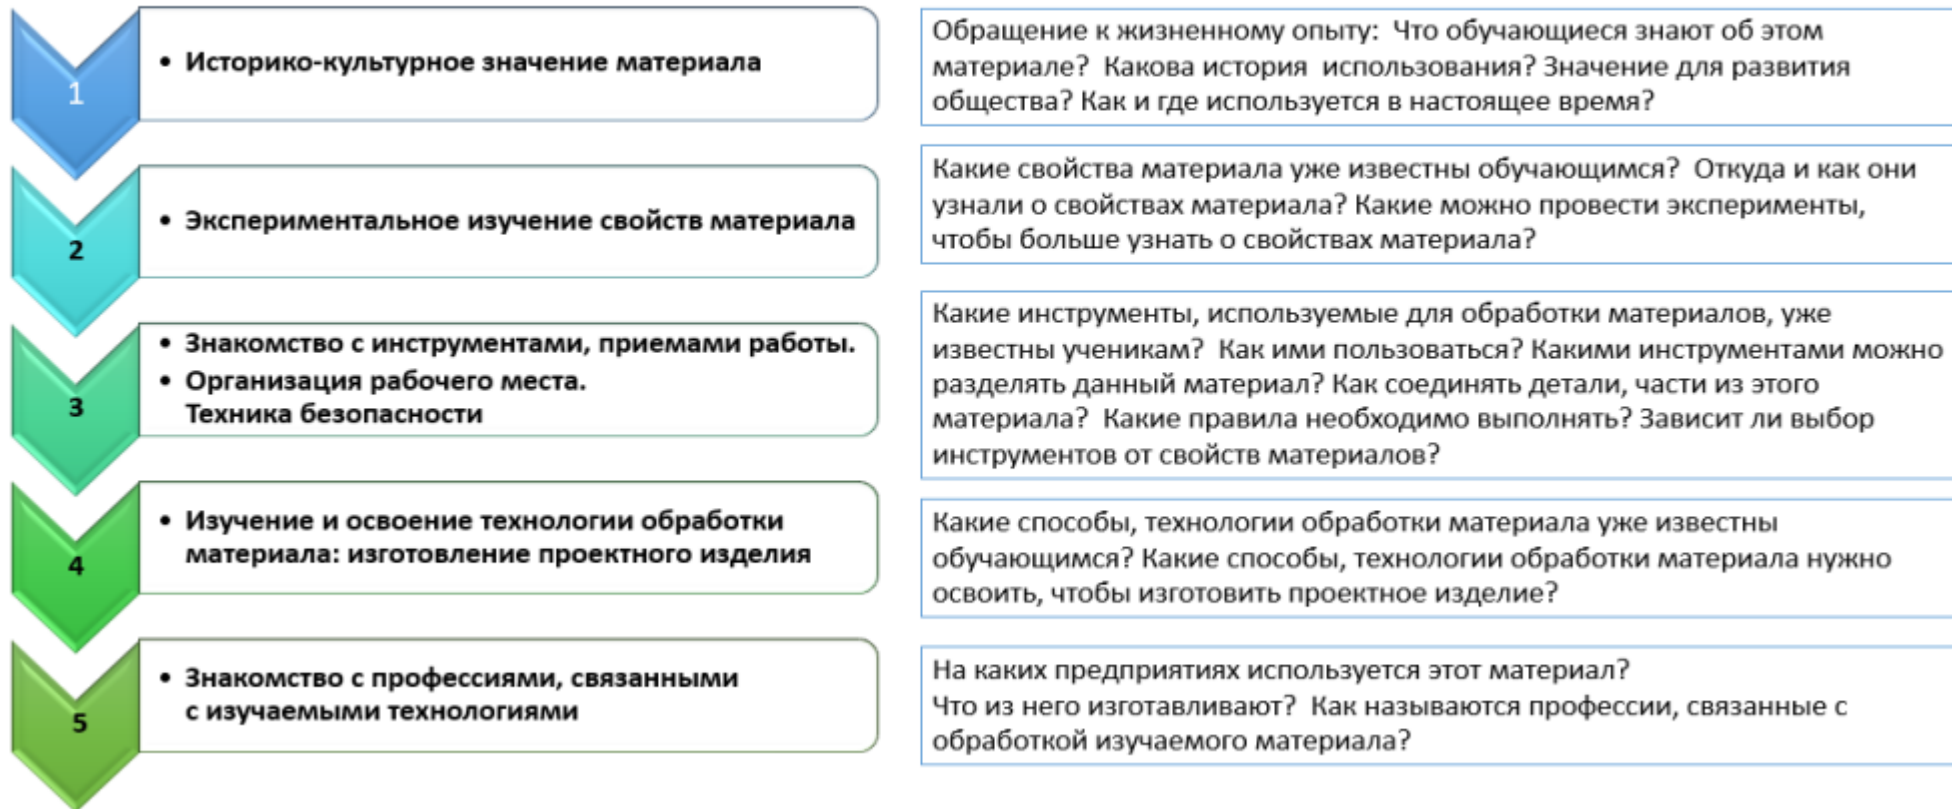 1
• Историко-культурное значение материала
Обращение к жизненному опыту: Что обучающиеся знают об этом
материале? Какова история использования? Значение для развития
общества? Как и где используется в настоящее время?
2
• Экспериментальное изучение свойств материала
Какие свойства материала уже известны обучающимся? Откуда и как они
узнали о свойствах материала? Какие можно провести эксперименты,
чтобы больше узнать о свойствах материала?
3
• Знакомство с инструментами, приемами работы.
• Организация рабочего места.
Техника безопасности
Какие инструменты, используемые для обработки материалов, уже
известны ученикам? Как ими пользоваться? Какими инструментами можно
разделять данный материал? Как соединять детали, части из этого
материала? Какие правила необходимо выполнять? Зависит ли выбор
инструментов от свойств материалов?
4
• Изучение и освоение технологии обработки
материала: изготовление проектного изделия
Какие способы, технологии обработки материала уже известны
обучающимся? Какие способы, технологии обработки материала нужно
освоить, чтобы изготовить проектное изделие?
5
• Знакомство с профессиями, связанными
с изучаемыми технологиями
На каких предприятиях используется этот материал?
Что из него изготавливают? Как называются профессии, связанные с
обработкой изучаемого материала?